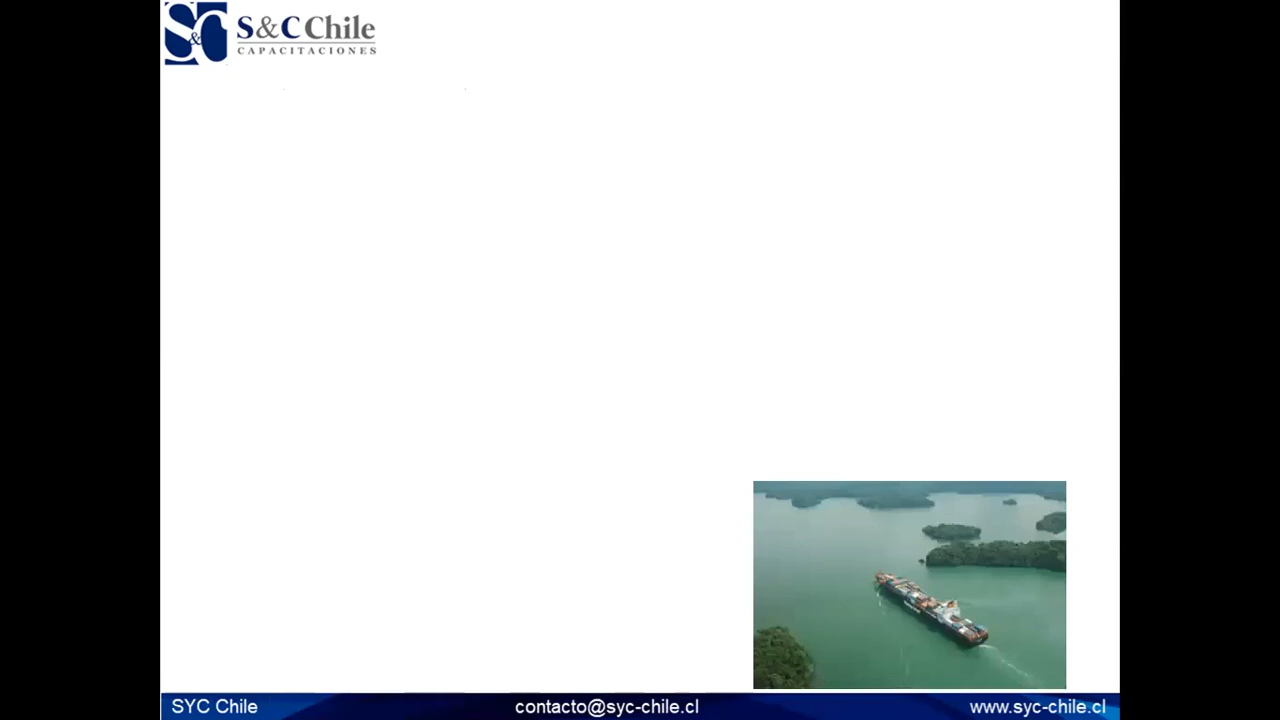 S&C
S&C Chile
CAPACITACIONES
SYC Chile
contacto@syc-chile.cl
www.syc-chile.cl